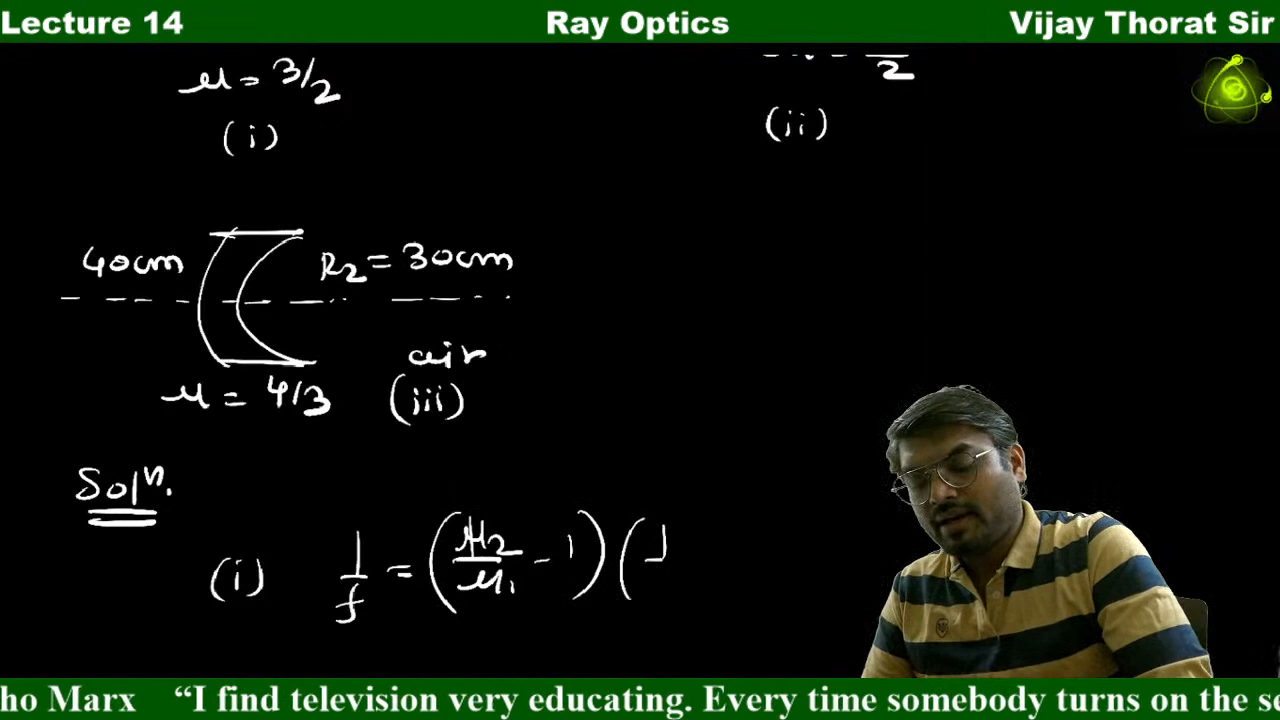 Lecture 14 Ray Optics Vijay Thorat Sir
μ = 3/2
2
(i)
(ii)
40cm R₂ = 30cm
air
μ = 4/3 (iii)
Solⁿ.
(i) 1/f = (μ₂/μ₁ - 1) (1
ho Marx “I find television very educating. Every time somebody turns on the se